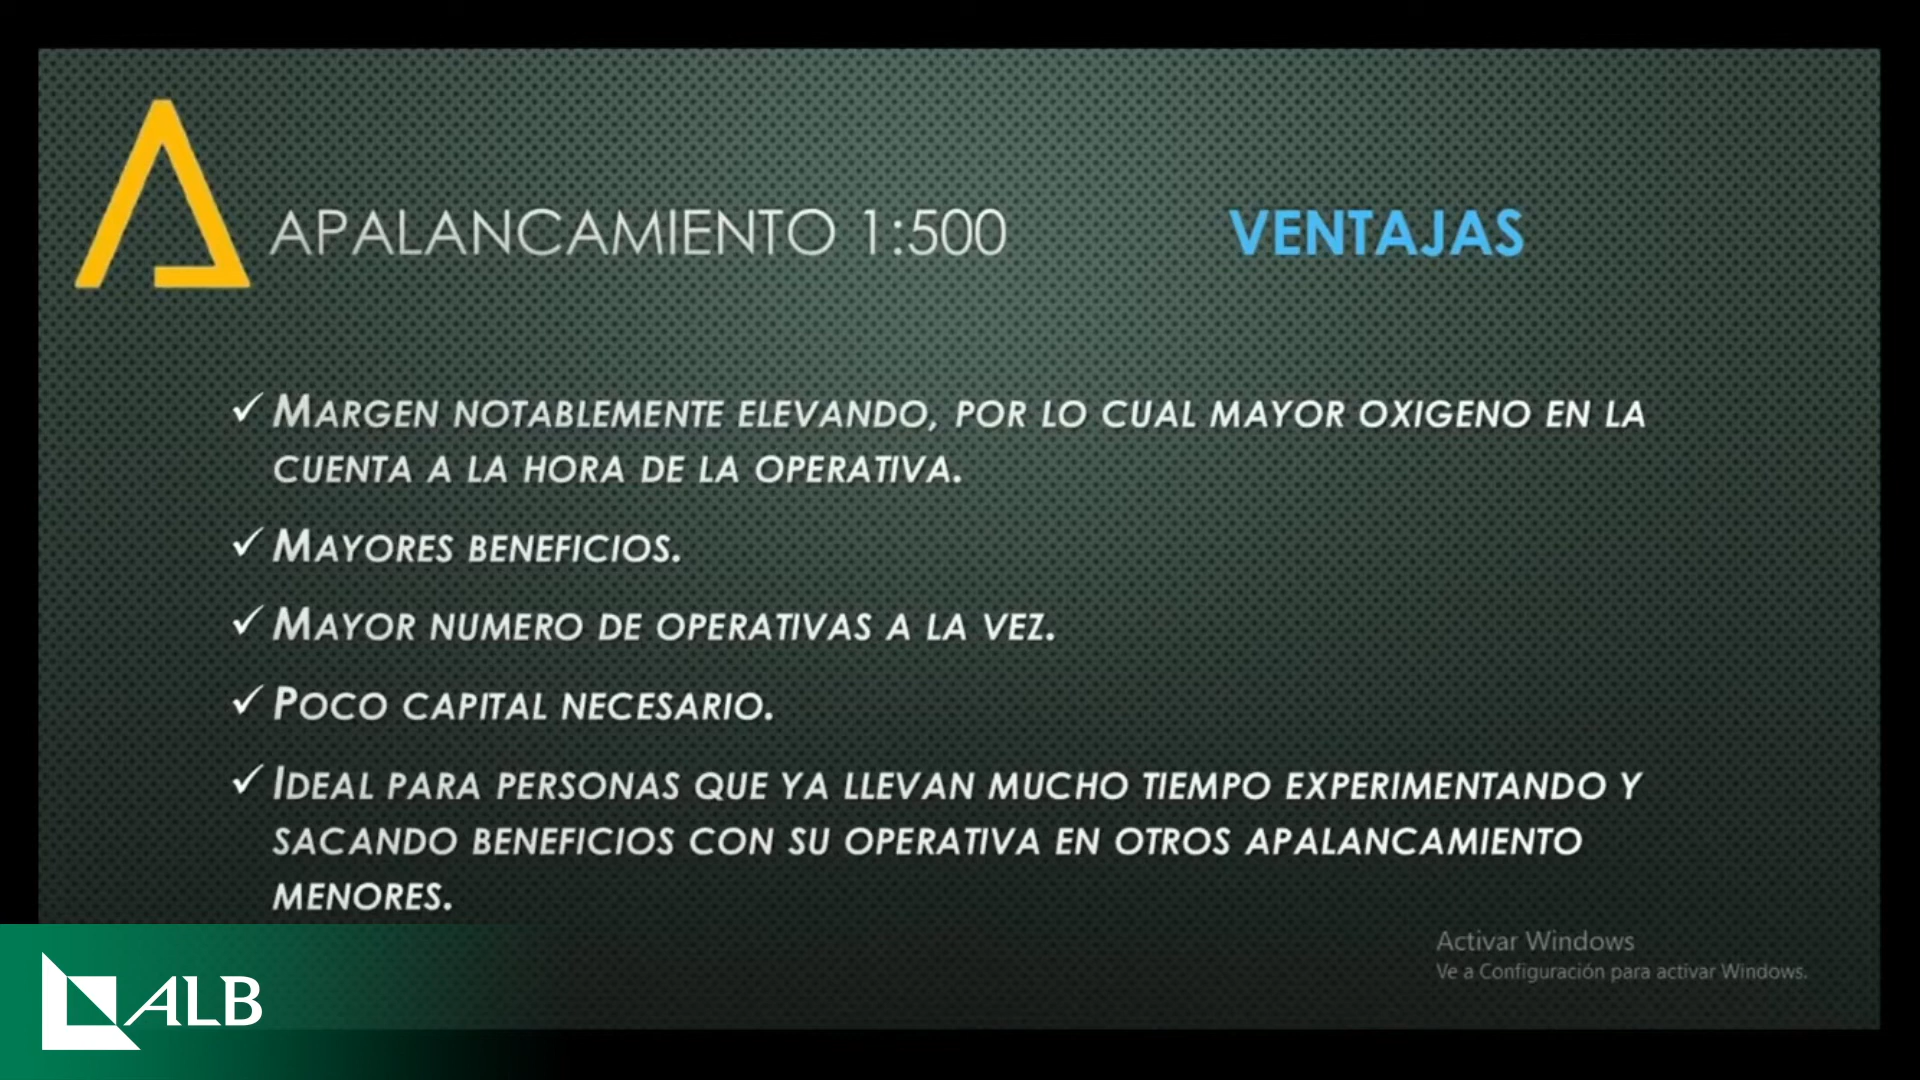 APALANCAMIENTO 1:500 VENTAJAS
✓ MARGEN NOTABLEMENTE ELEVANDO, POR LO CUAL MAYOR OXIGENO EN LA
CUENTA A LA HORA DE LA OPERATIVA.
✓ MAYORES BENEFICIOS.
✓ MAYOR NUMERO DE OPERATIVAS A LA VEZ.
✓ POCO CAPITAL NECESARIO.
✓ IDEAL PARA PERSONAS QUE YA LLEVAN MUCHO TIEMPO EXPERIMENTANDO Y
SACANDO BENEFICIOS CON SU OPERATIVA EN OTROS APALANCAMIENTO
MENORES.
Activar Windows
Ve a Configuración para activar Windows.
ALB